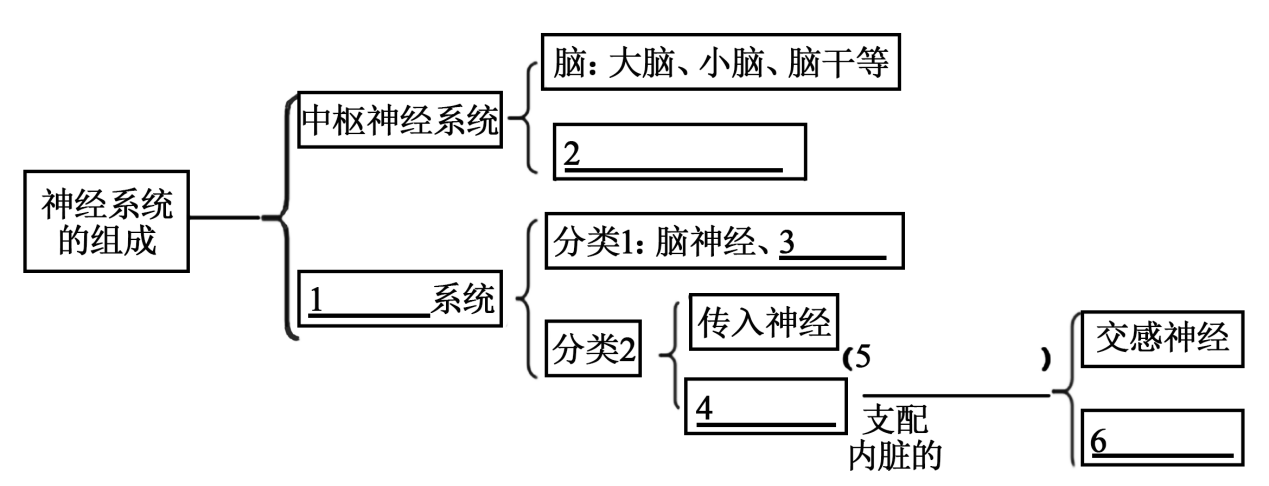 脑：大脑、小脑、脑干等
中枢神经系统
2
神经系统
的组成
分类1：脑神经、3
1 系统
传入神经
分类2
(5 )
交感神经
4
支配
内脏的
6